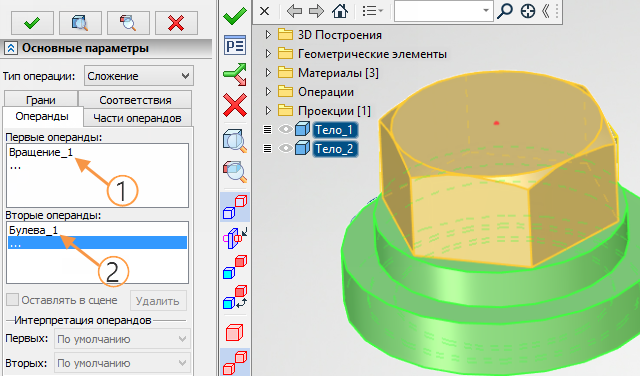 Основные параметры
Тип операции: Сложение
Грани Соответствия
Операнды Части операндов
Первые операнды:
Вращение_1
...
1
Вторые операнды:
Булева_1
...
2
Оставлять в сцене Удалить
Интерпретация операндов
Первых: По умолчанию
Вторых: По умолчанию
3D Построения
Геометрические элементы
Материалы [3]
Операции
Проекции [1]
Тело_1
Тело_2